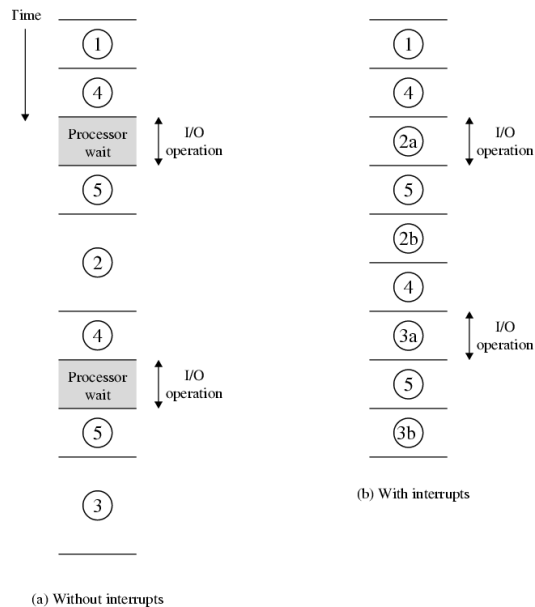 Time
1
4
Processor
wait
I/O
operation
5
2
4
Processor
wait
I/O
operation
5
3
(a) Without interrupts
1
4
2a
I/O
operation
5
2b
4
3a
I/O
operation
5
3b
(b) With interrupts